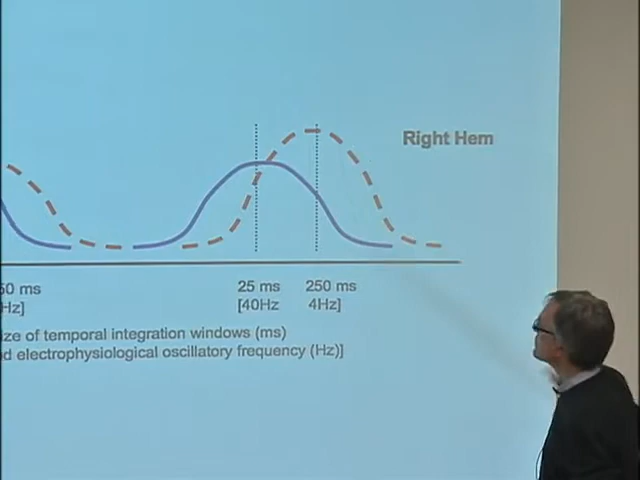 Right Hem
50 ms
25 ms
250 ms
Hz]
[40Hz
4Hz]
ize of temporal integration windows (ms)
d electrophysiological oscillatory frequency (Hz)]